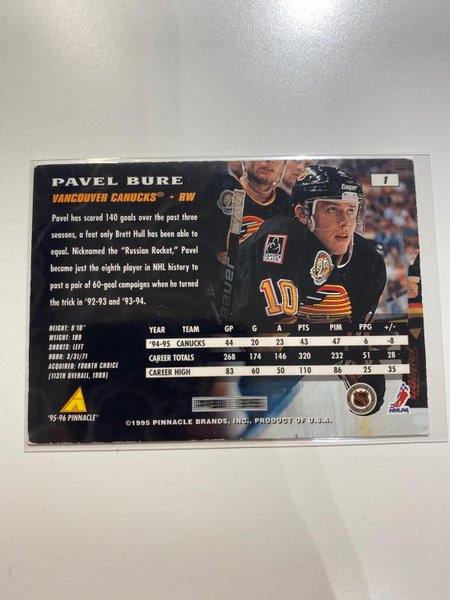 PAVEL BURE
1
VANCOUVER CANUCKS® - RW
Pavel has scored 140 goals over the past three
seasons, a feat only Brett Hull has been able
to equal. Nicknamed the "Russian Rocket," Pavel
became just the eighth player in NHL history to
post a pair of 60-goal campaigns when he turned
the trick in '92-93 and '93-94.
Cooper
10
HEIGHT: 5'10"
WEIGHT: 189
SHOOTS: LEFT
BORN: 3/31/71
ACQUIRED: FOURTH CHOICE
(113TH OVERALL, 1989)
YEAR TEAM GP G A PTS PIM PPG +/-
'94-95 CANUCKS 44 20 23 43 47 6 -8
CAREER TOTALS 268 174 146 320 258 51 42
CAREER HIGH 83 60 50 110 86 25 35
'95-96 PINNACLE®
©1995 PINNACLE BRANDS, INC., PRODUCT OF U.S.A.
NHLPA